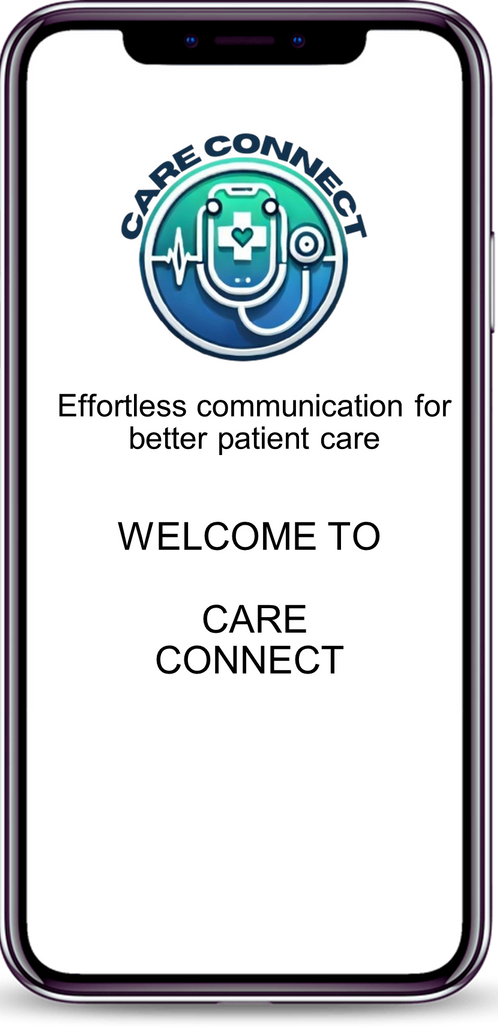 CARE CONNECT
Effortless communication for
better patient care
WELCOME TO
CARE
CONNECT